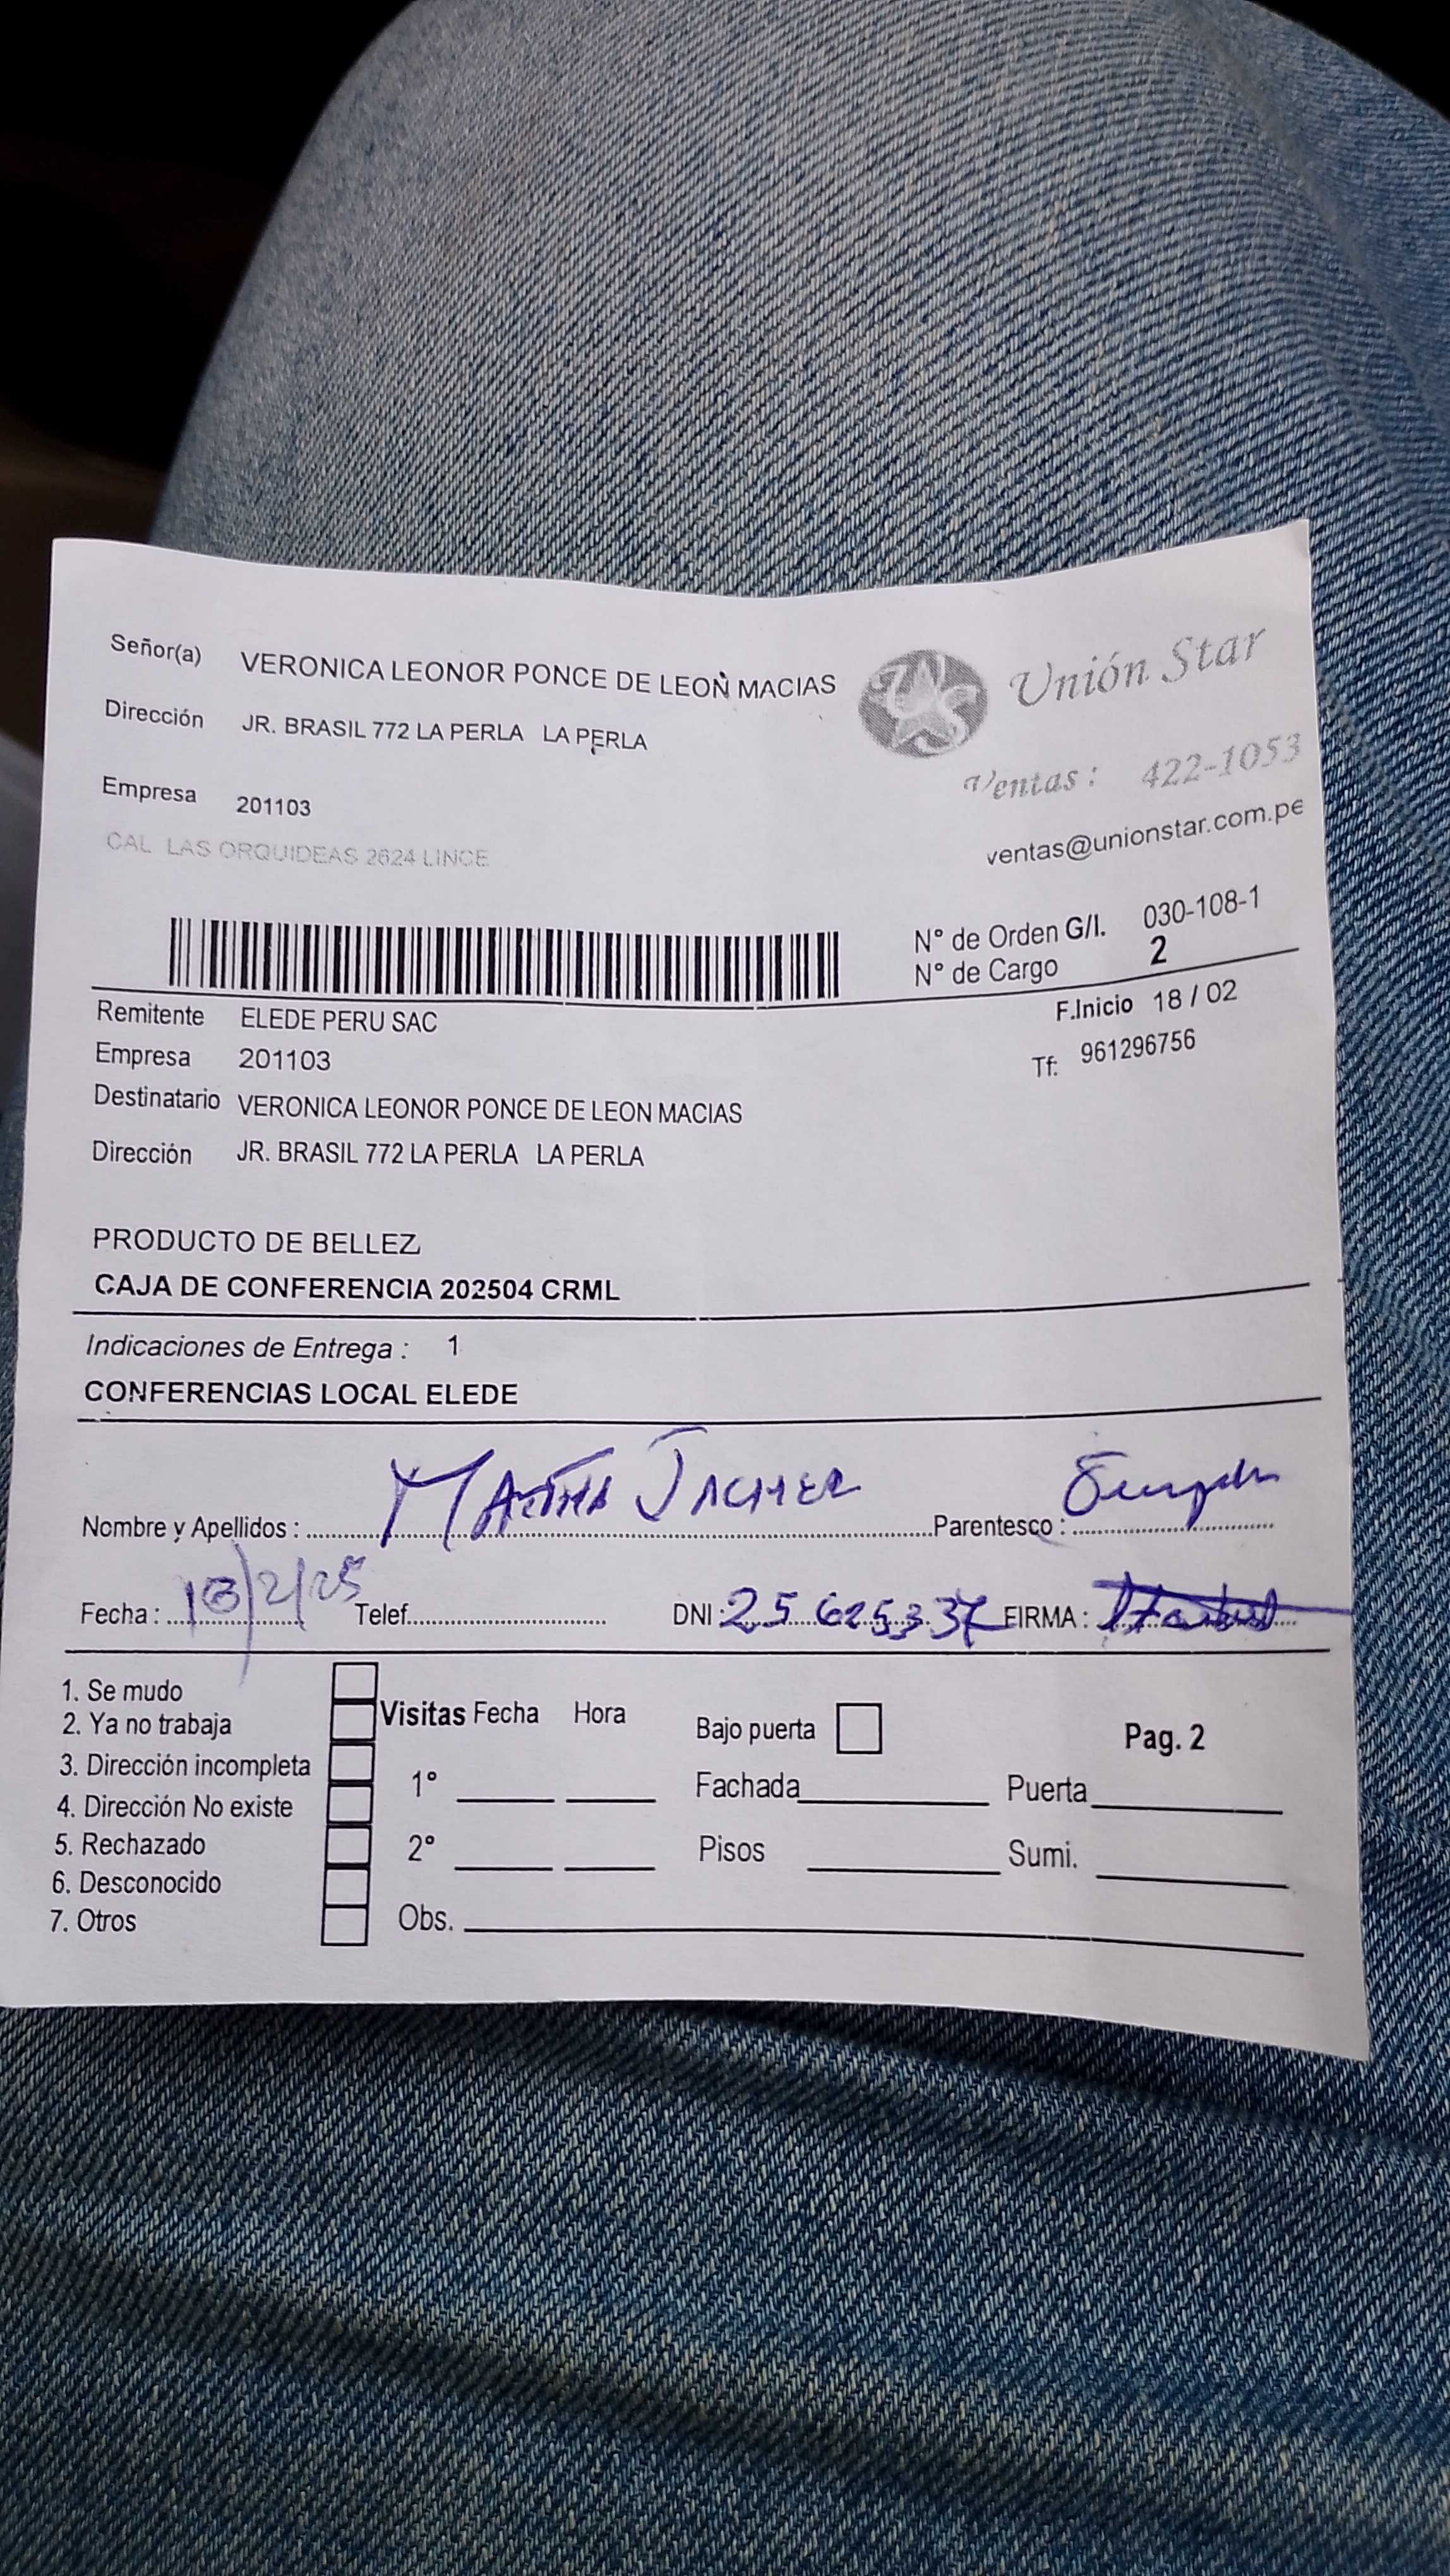 Señor(a) VERONICA LEONOR PONCE DE LEON MACIAS
Unión Star
Dirección JR. BRASIL 772 LA PERLA LA PERLA
Ventas : 422-1053
Empresa 201103
ventas@unionstar.com.pe
CAL LAS ORQUIDEAS 2624 LINCE
N° de Orden G/I. 030-108-1
N° de Cargo 2
Remitente ELEDE PERU SAC
F.Inicio 18 / 02
Empresa 201103
Tf: 961296756
Destinatario VERONICA LEONOR PONCE DE LEON MACIAS
Dirección JR. BRASIL 772 LA PERLA LA PERLA
PRODUCTO DE BELLEZ
CAJA DE CONFERENCIA 202504 CRML
Indicaciones de Entrega : 1
CONFERENCIAS LOCAL ELEDE
Nombre y Apellidos : Parentesco :
Fecha : 18/2/25 Telef. DNI : 25625337 FIRMA :
1. Se mudo
2. Ya no trabaja
3. Dirección incompleta
4. Dirección No existe
5. Rechazado
6. Desconocido
7. Otros
Visitas Fecha Hora
1°
2°
Obs.
Bajo puerta
Fachada
Pisos
Pag. 2
Puerta
Sumi.